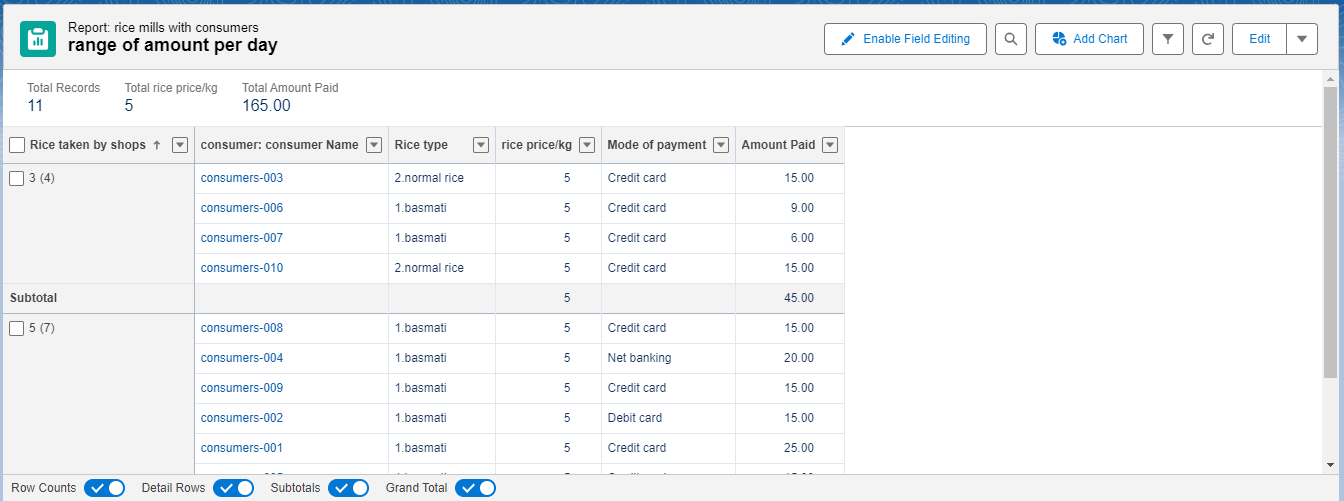 Report: rice mills with consumers
range of amount per day
Enable Field Editing
Add Chart
Edit
Total Records Total rice price/kg Total Amount Paid
11 5 165.00
Rice taken by shops ↑ consumer: consumer Name Rice type rice price/kg Mode of payment Amount Paid
3 (4) consumers-003 2.normal rice 5 Credit card 15.00
consumers-006 1.basmati 5 Credit card 9.00
consumers-007 1.basmati 5 Credit card 6.00
consumers-010 2.normal rice 5 Credit card 15.00
Subtotal 5 45.00
5 (7) consumers-008 1.basmati 5 Credit card 15.00
consumers-004 1.basmati 5 Net banking 20.00
consumers-009 1.basmati 5 Credit card 15.00
consumers-002 1.basmati 5 Debit card 15.00
consumers-001 1.basmati 5 Credit card 25.00
Row Counts Detail Rows Subtotals Grand Total